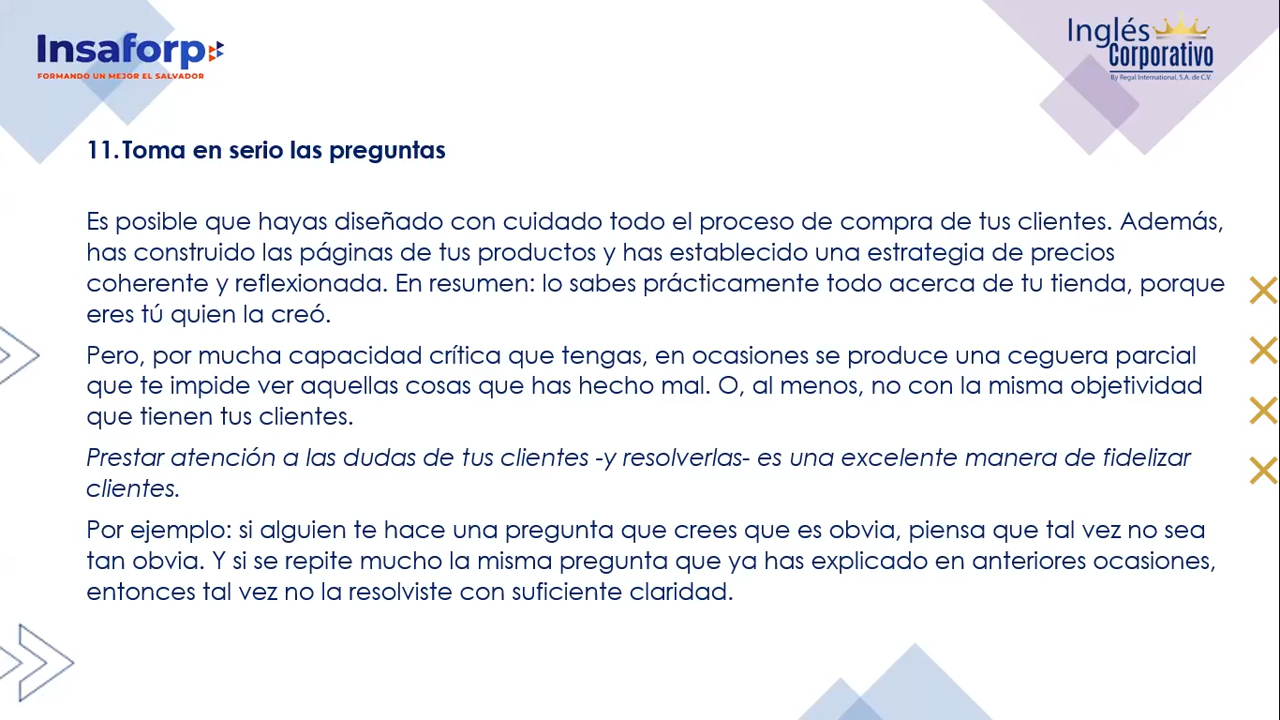 Insaforp
FORMANDO UN MEJOR EL SALVADOR
Inglés
Corporativo
By Regal International, S.A. de C.V.
11. Toma en serio las preguntas
Es posible que hayas diseñado con cuidado todo el proceso de compra de tus clientes. Además,
has construido las páginas de tus productos y has establecido una estrategia de precios
coherente y reflexionada. En resumen: lo sabes prácticamente todo acerca de tu tienda, porque
eres tú quien la creó.
Pero, por mucha capacidad crítica que tengas, en ocasiones se produce una ceguera parcial
que te impide ver aquellas cosas que has hecho mal. O, al menos, no con la misma objetividad
que tienen tus clientes.
Prestar atención a las dudas de tus clientes -y resolverlas- es una excelente manera de fidelizar
clientes.
Por ejemplo: si alguien te hace una pregunta que crees que es obvia, piensa que tal vez no sea
tan obvia. Y si se repite mucho la misma pregunta que ya has explicado en anteriores ocasiones,
entonces tal vez no la resolviste con suficiente claridad.